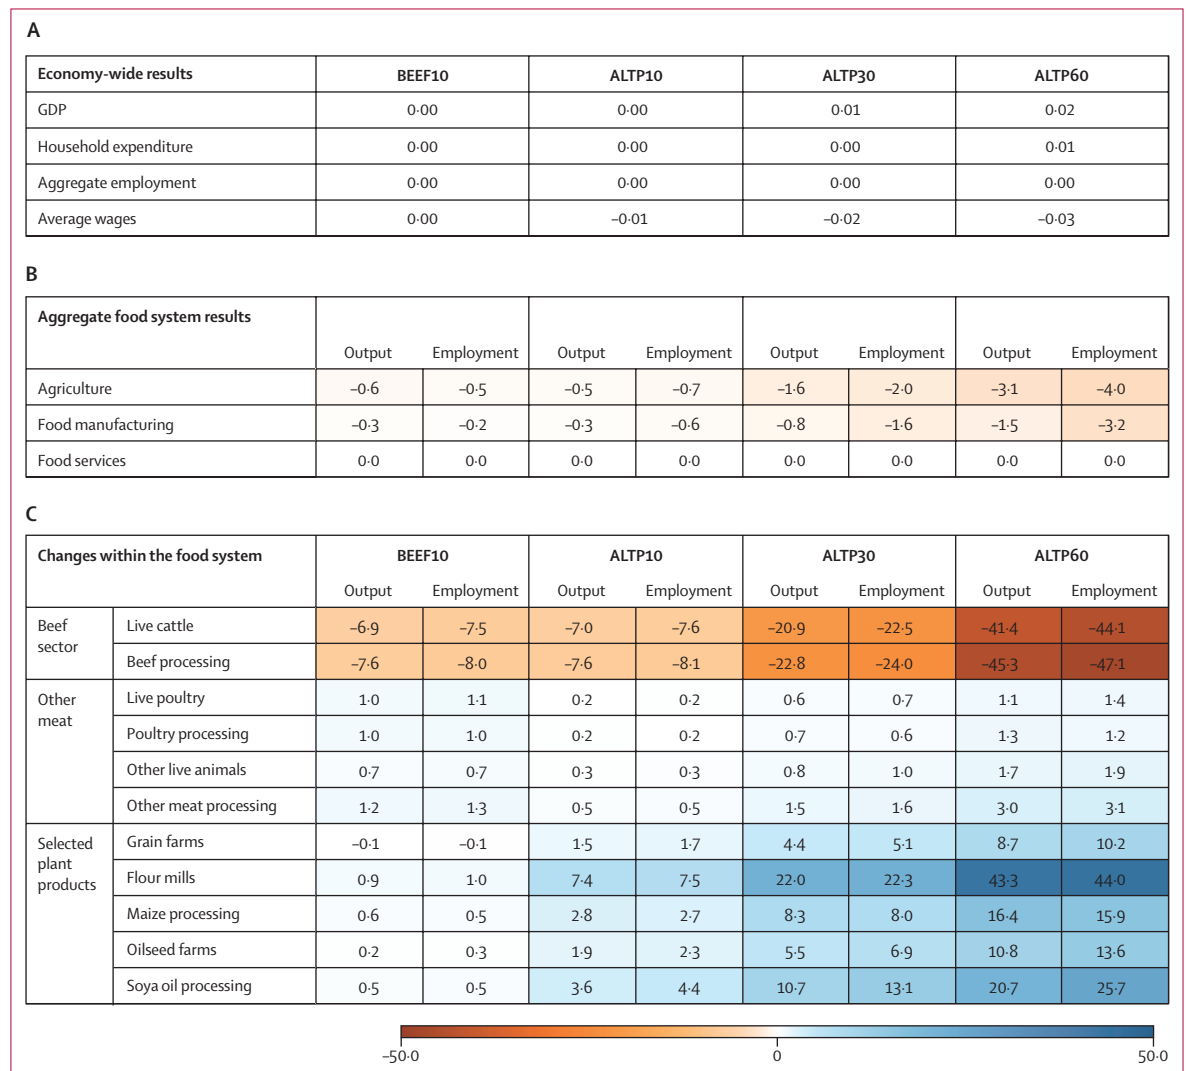 A
Economy-wide results BEEF10 ALTP10 ALTP30 ALTP60
GDP 0·00 0·00 0·01 0·02
Household expenditure 0·00 0·00 0·00 0·01
Aggregate employment 0·00 0·00 0·00 0·00
Average wages 0·00 –0·01 –0·02 –0·03
B
Aggregate food system results
Output Employment Output Employment Output Employment Output Employment
Agriculture –0·6 –0·5 –0·5 –0·7 –1·6 –2·0 –3·1 –4·0
Food manufacturing –0·3 –0·2 –0·3 –0·6 –0·8 –1·6 –1·5 –3·2
Food services 0·0 0·0 0·0 0·0 0·0 0·0 0·0 0·0
C
Changes within the food system BEEF10 ALTP10 ALTP30 ALTP60
Output Employment Output Employment Output Employment Output Employment
Beef sector Live cattle –6·9 –7·5 –7·0 –7·6 –20·9 –22·5 –41·4 –44·1
Beef processing –7·6 –8·0 –7·6 –8·1 –22·8 –24·0 –45·3 –47·1
Other meat Live poultry 1·0 1·1 0·2 0·2 0·6 0·7 1·1 1·4
Poultry processing 1·0 1·0 0·2 0·2 0·7 0·6 1·3 1·2
Other live animals 0·7 0·7 0·3 0·3 0·8 1·0 1·7 1·9
Other meat processing 1·2 1·3 0·5 0·5 1·5 1·6 3·0 3·1
Selected plant products Grain farms –0·1 –0·1 1·5 1·7 4·4 5·1 8·7 10·2
Flour mills 0·9 1·0 7·4 7·5 22·0 22·3 43·3 44·0
Maize processing 0·6 0·5 2·8 2·7 8·3 8·0 16·4 15·9
Oilseed farms 0·2 0·3 1·9 2·3 5·5 6·9 10·8 13·6
Soya oil processing 0·5 0·5 3·6 4·4 10·7 13·1 20·7 25·7
–50·0 0 50·0